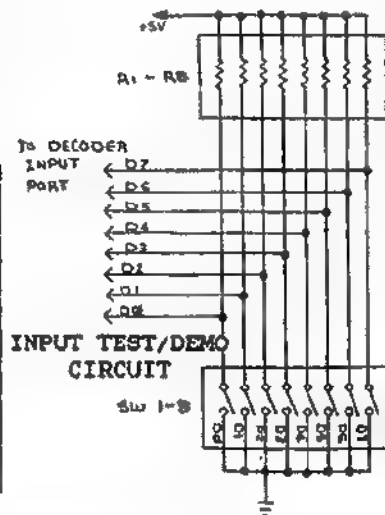 +5V
R1 - R8
TO DECODER
INPUT
PORT
D7
D6
D5
D4
D3
D2
D1
DØ
INPUT TEST/DEMO
CIRCUIT
SW 1-8